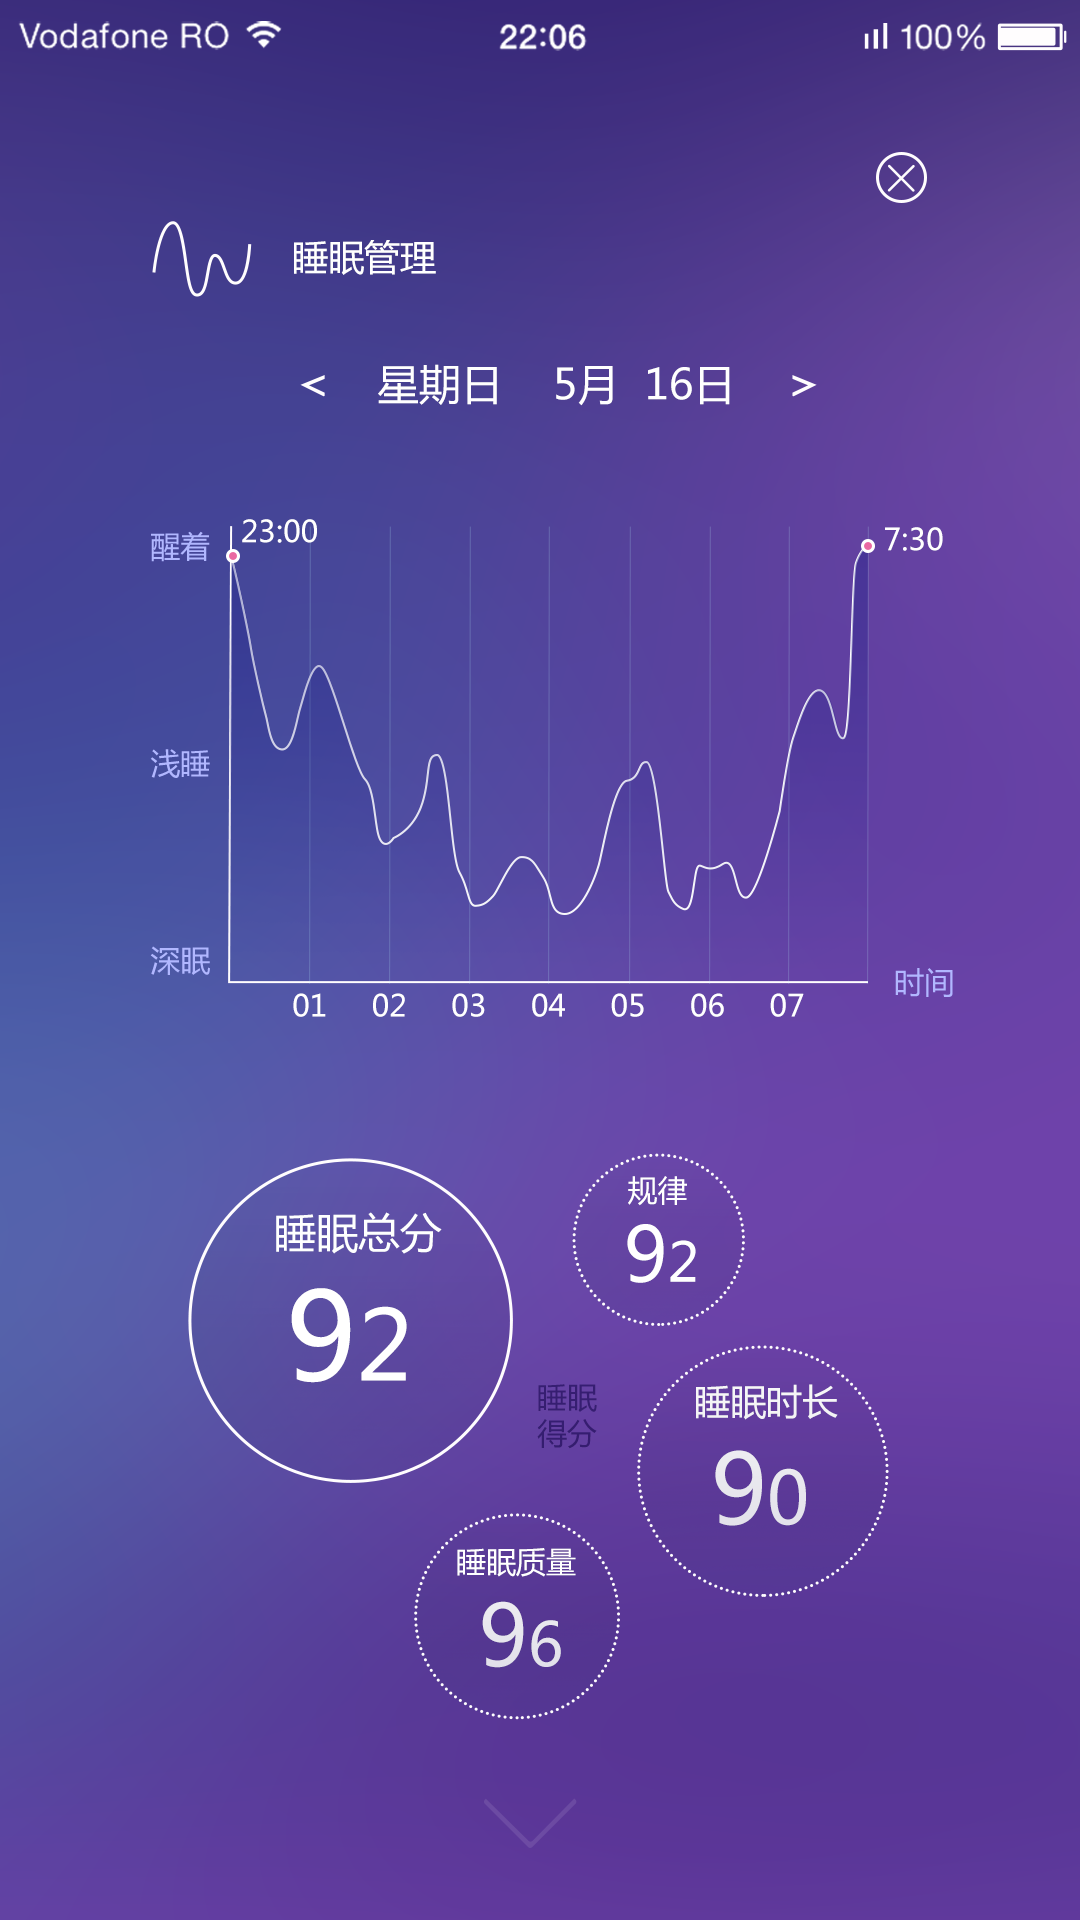 Vodafone RO 22:06 100%
睡眠管理
< 星期日 5月 16日 >
醒着 23:00 7:30
浅睡
深眠
时间
01 02 03 04 05 06 07
规律
92
睡眠总分
92
睡眠
得分
睡眠时长
90
睡眠质量
96